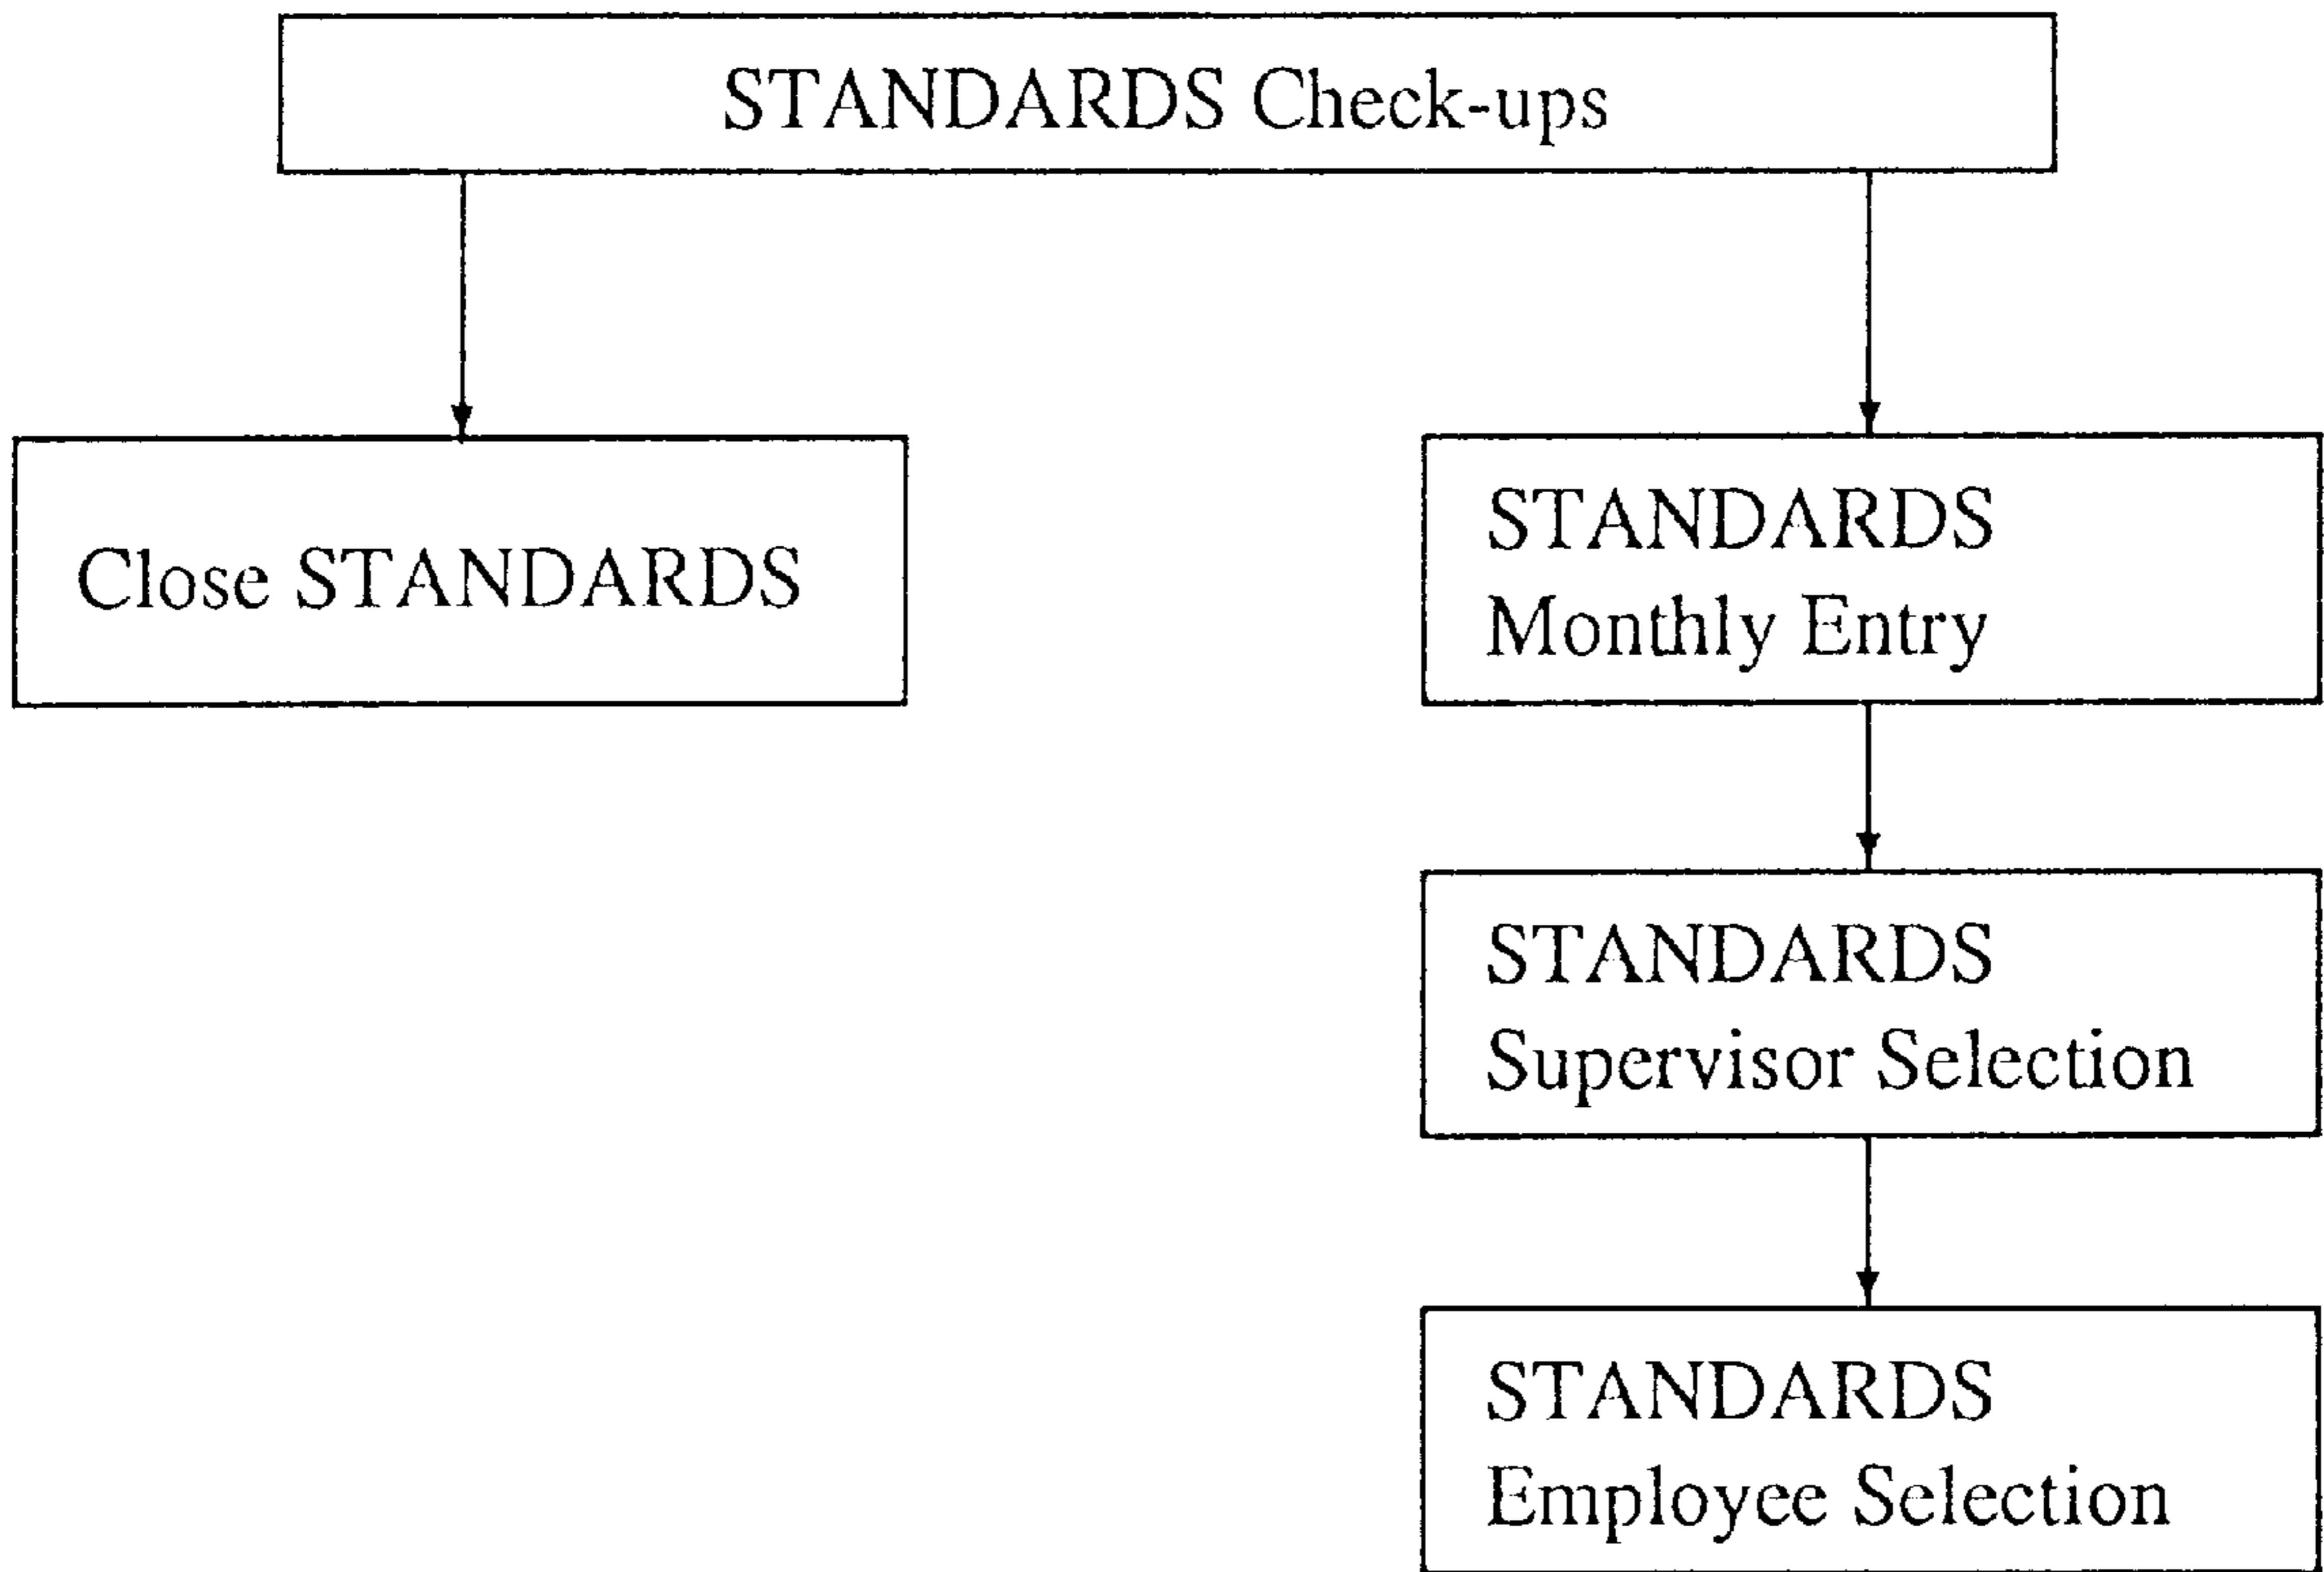 STANDARDS Check-ups
Close STANDARDS
STANDARDS
Monthly Entry
STANDARDS
Supervisor Selection
STANDARDS
Employee Selection